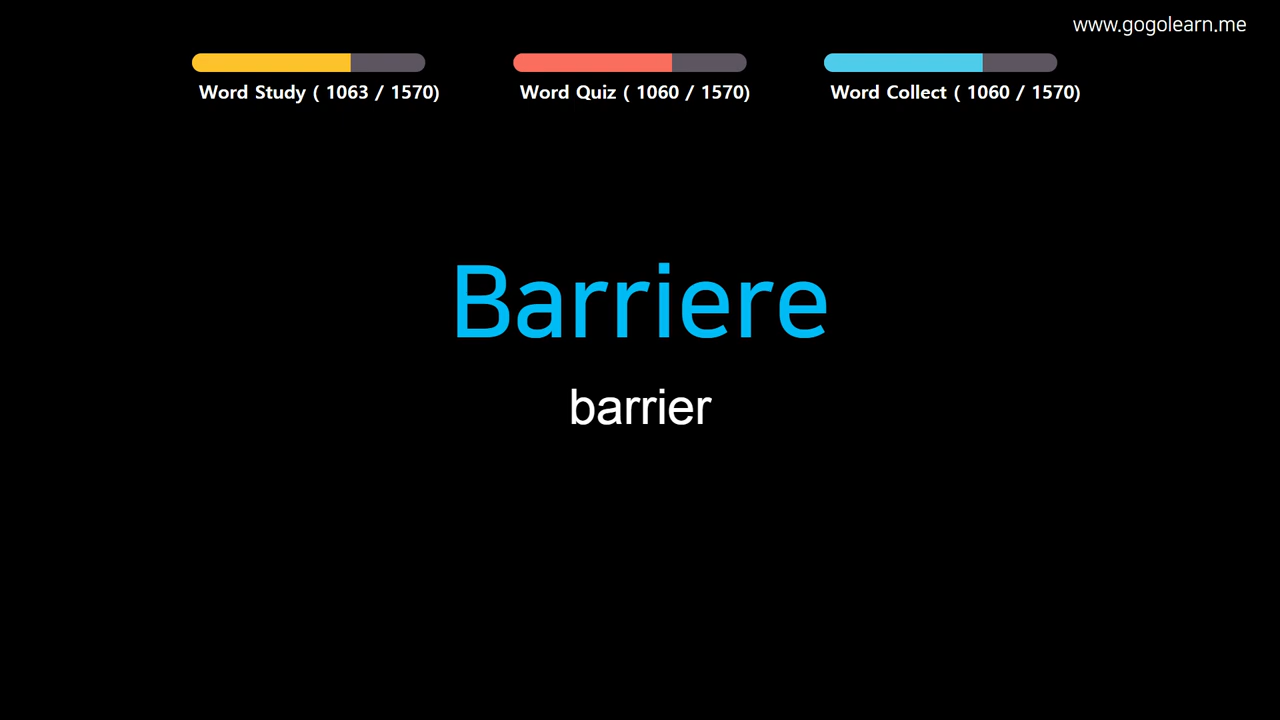 www.gogolearn.me
Word Study ( 1063 / 1570)
Word Quiz ( 1060 / 1570)
Word Collect ( 1060 / 1570)
Barriere
barrier